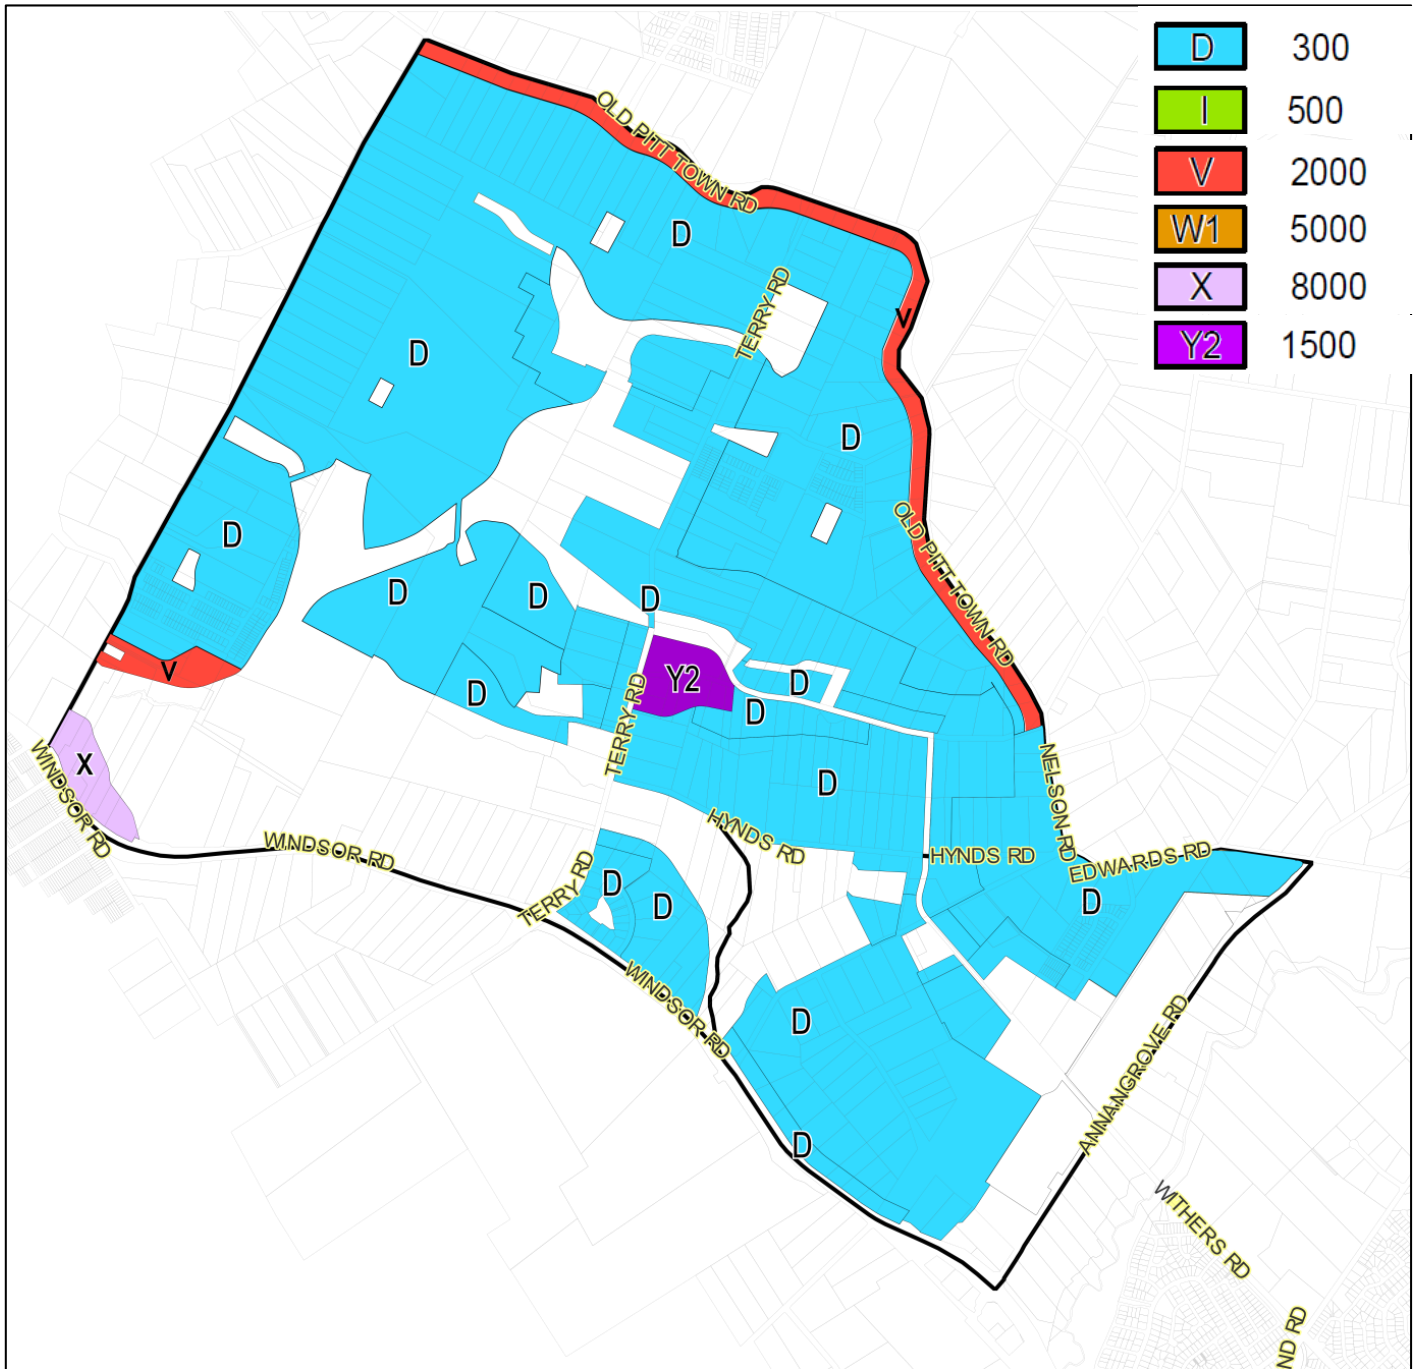 D 300
I 500
V 2000
W1 5000
X 8000
Y2 1500
OLD PITT TOWN RD
D
TERRY RD
V
D
D
OLD PITT TOWN RD
D
D
D
D
V
Y2
D
D
D
TERRY RD
D
NELSON RD
X
WINDSOR RD
WINDSOR RD
HYNDS RD
HYNDS RD
EDWARDS RD
TERRY RD
D
D
D
WINDSOR RD
D
ANNANGROVE RD
D
WITHERS RD
ND RD